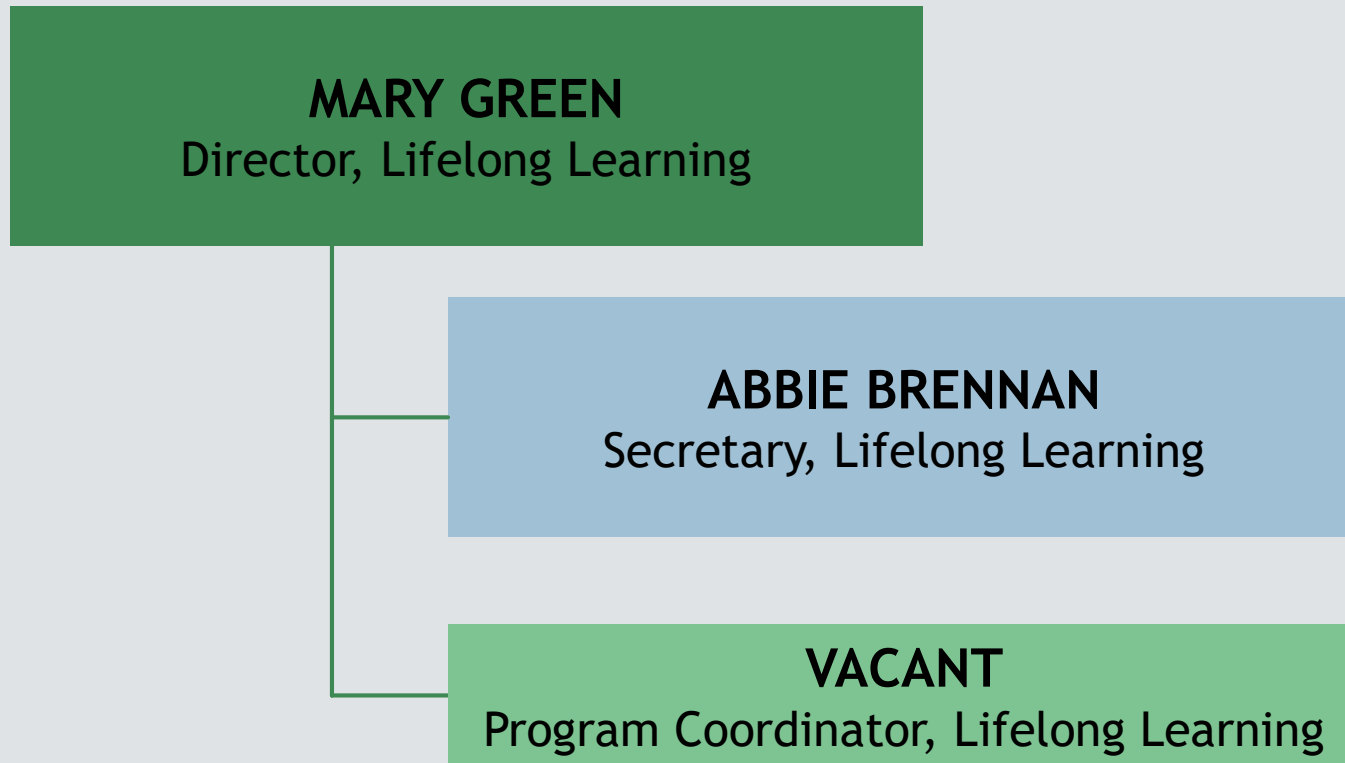 MARY GREEN
Director, Lifelong Learning
ABBIE BRENNAN
Secretary, Lifelong Learning
VACANT
Program Coordinator, Lifelong Learning